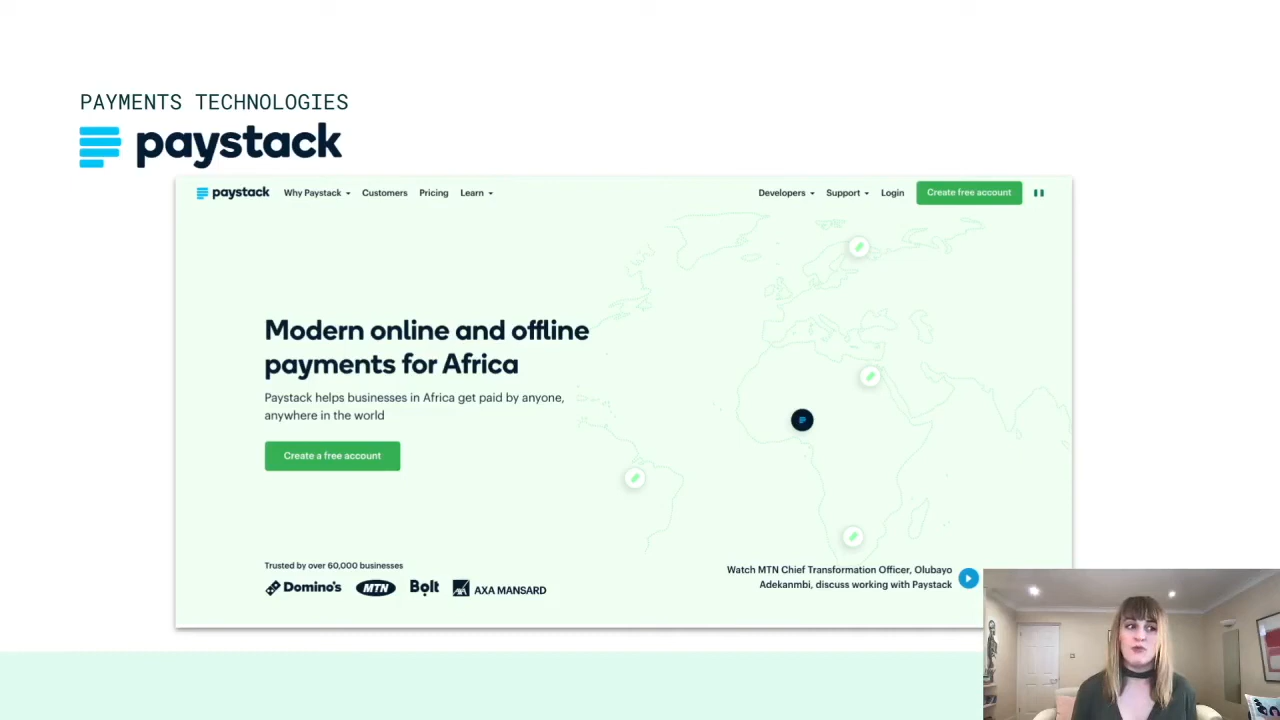 PAYMENTS TECHNOLOGIES
paystack
paystack Why Paystack Customers Pricing Learn Developers Support Login Create free account
Modern online and offline
payments for Africa
Paystack helps businesses in Africa get paid by anyone,
anywhere in the world
Create a free account
Trusted by over 60,000 businesses
Domino's MTN Bolt AXA MANSARD
Watch MTN Chief Transformation Officer, Olubayo
Adekanmbi, discuss working with Paystack